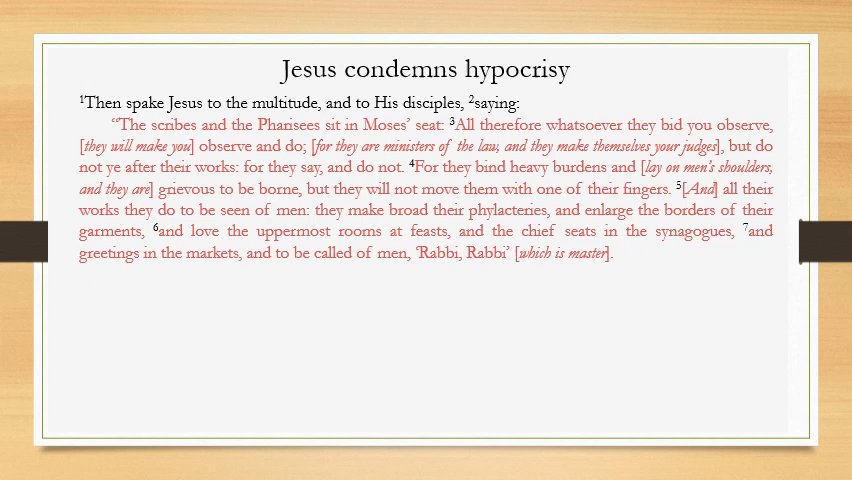 Jesus condemns hypocrisy
¹Then spake Jesus to the multitude, and to His disciples, ²saying:
“The scribes and the Pharisees sit in Moses’ seat: ³All therefore whatsoever they bid you observe,
[they will make you] observe and do; [for they are ministers of the law, and they make themselves your judges], but do
not ye after their works: for they say, and do not. ⁴For they bind heavy burdens and [lay on men’s shoulders,
and they are] grievous to be borne, but they will not move them with one of their fingers. ⁵[And] all their
works they do to be seen of men: they make broad their phylacteries, and enlarge the borders of their
garments, ⁶and love the uppermost rooms at feasts, and the chief seats in the synagogues, ⁷and
greetings in the markets, and to be called of men, ‘Rabbi, Rabbi’ [which is master].